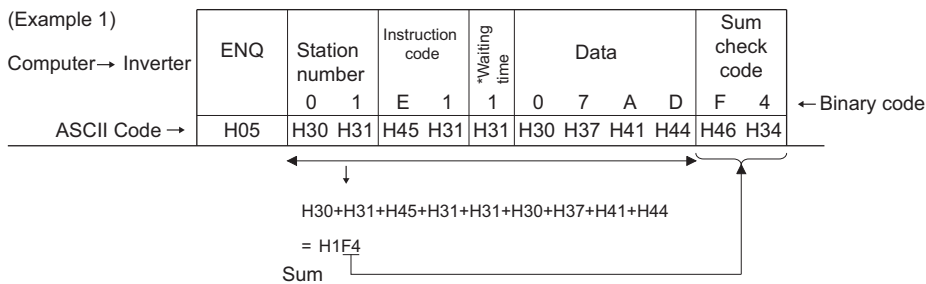 (Example 1)
Computer→ Inverter
ENQ
Station number
Instruction code
*Waiting time
Data
Sum check code
0 1 E 1 1 0 7 A D F 4
←Binary code
ASCII Code →
H05 H30 H31 H45 H31 H31 H30 H37 H41 H44 H46 H34
H30+H31+H45+H31+H31+H30+H37+H41+H44
= H1F4
Sum